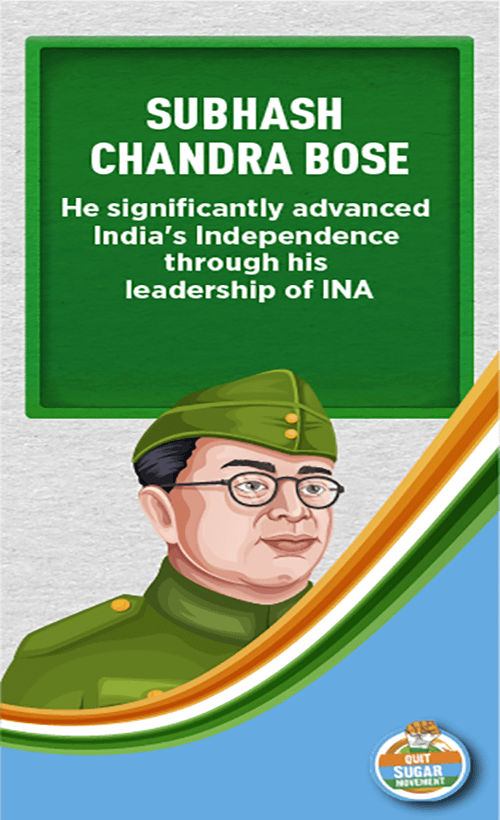 SUBHASH
CHANDRA BOSE
He significantly advanced
India's Independence
through his
leadership of INA
QUIT
SUGAR
MOVEMENT